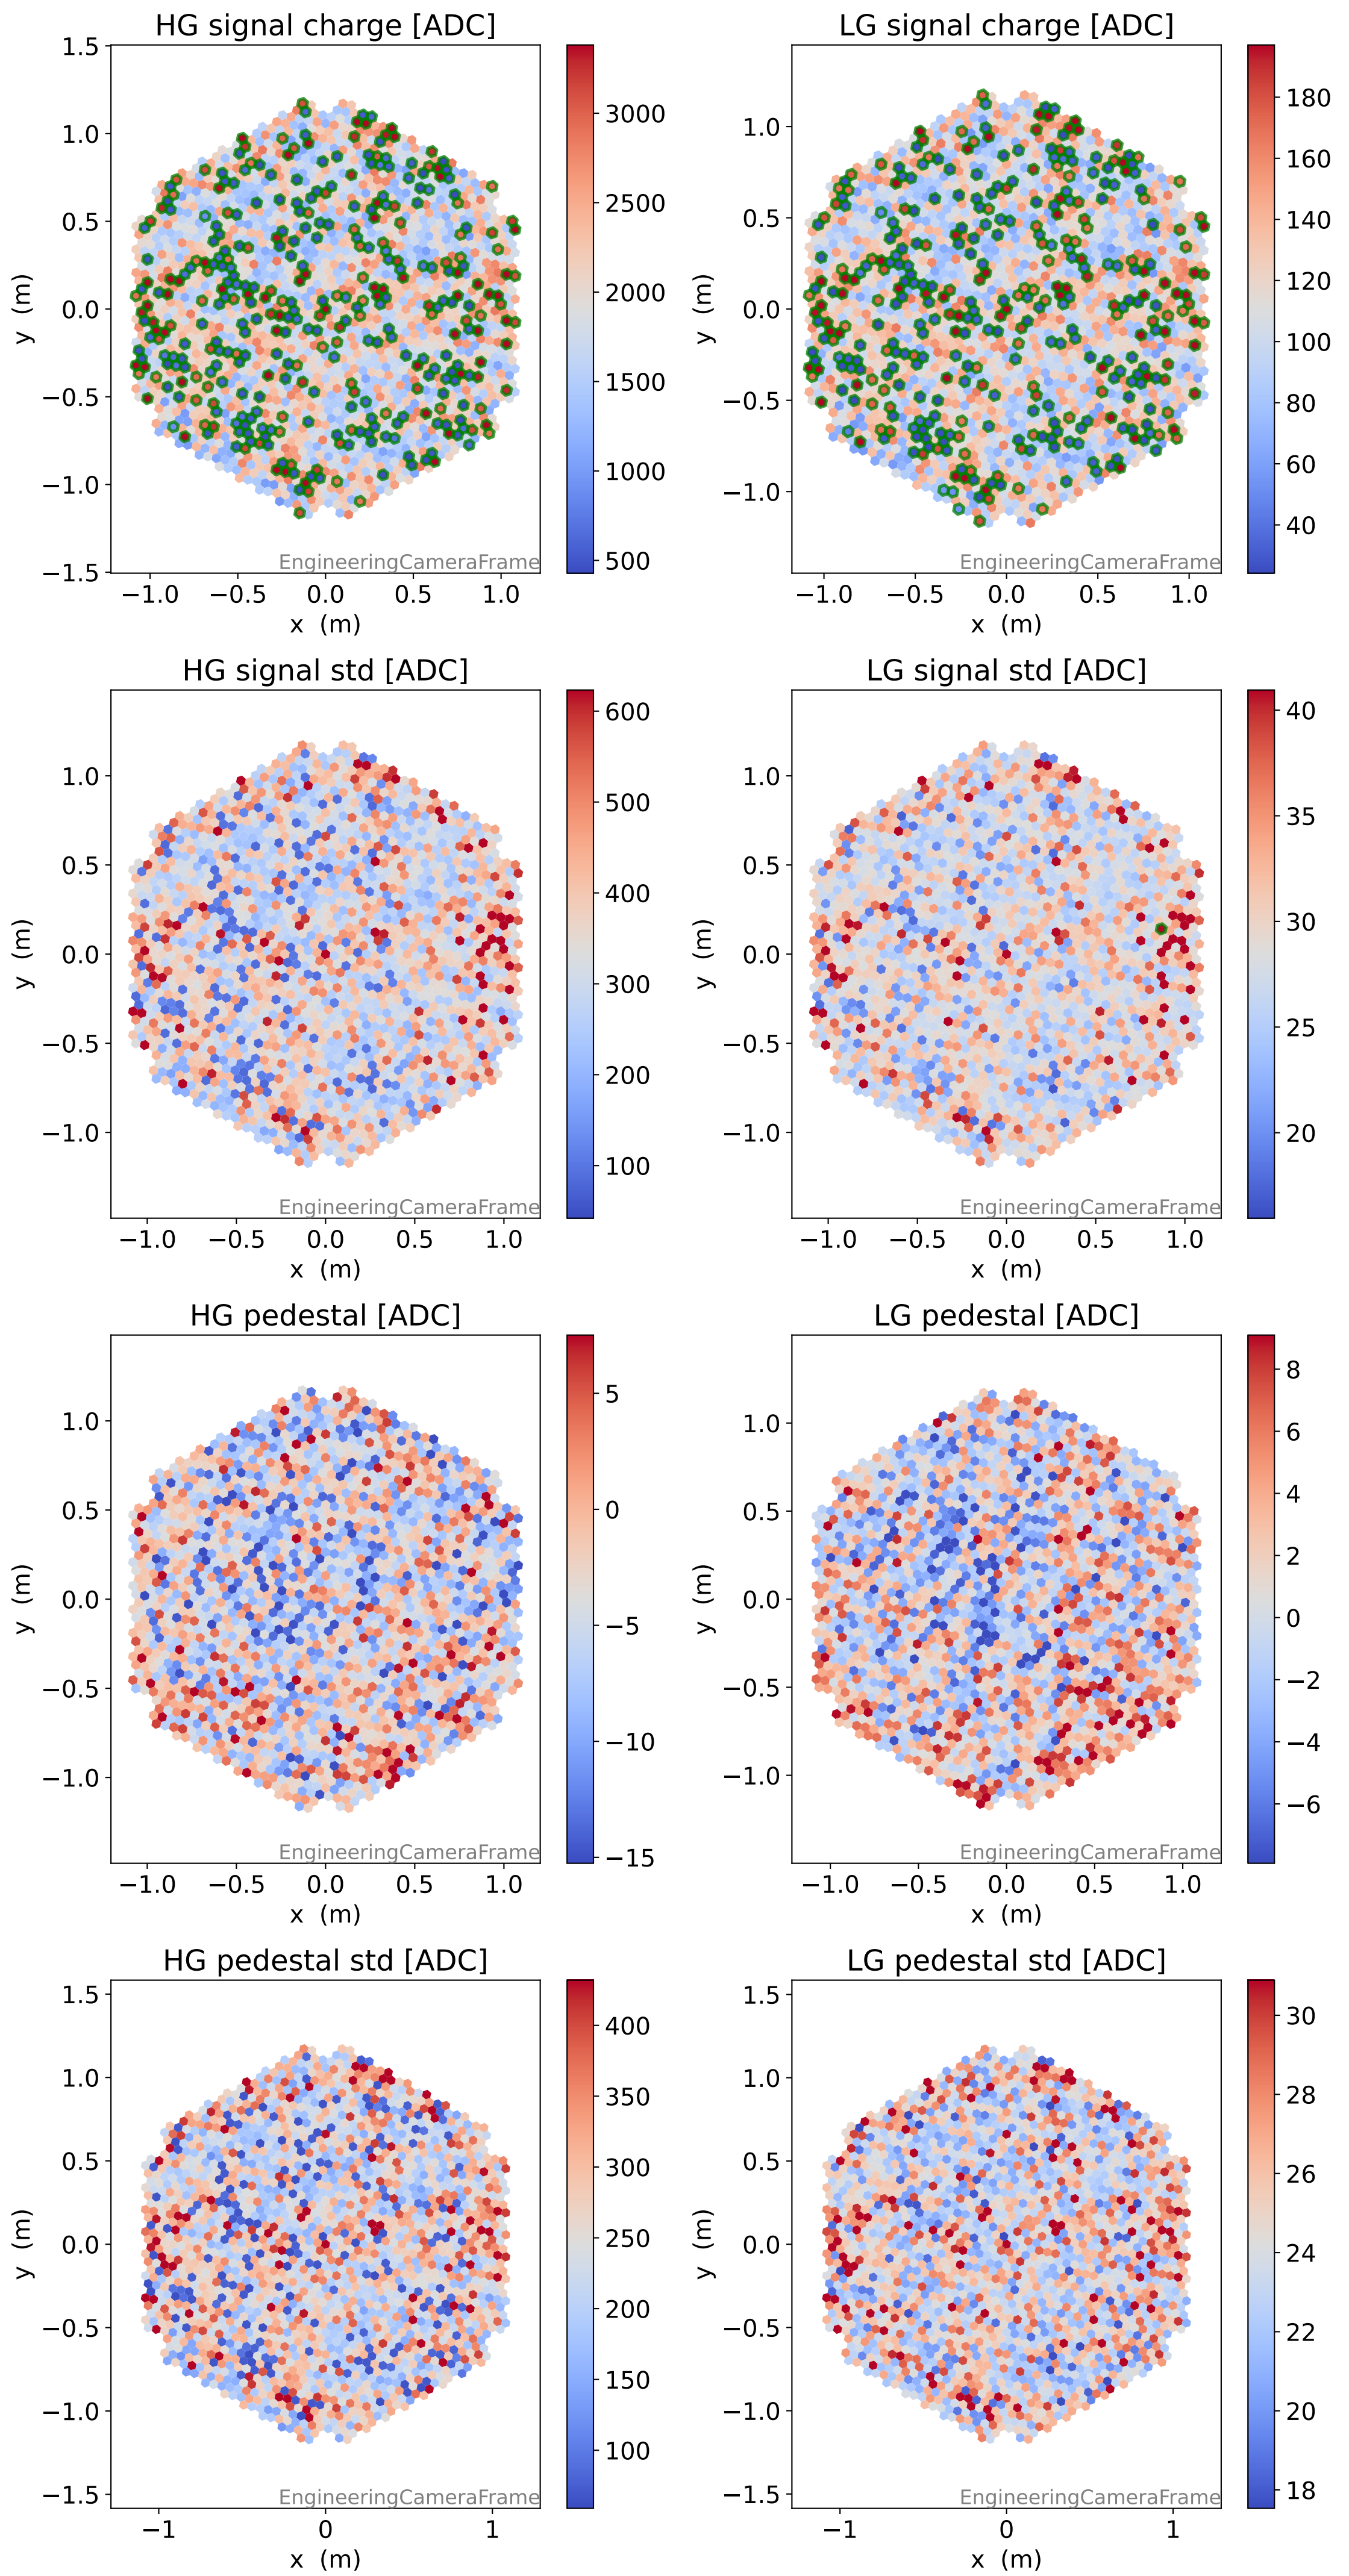 HG signal charge [ADC]
1.5
1.0
0.5
0.0
−0.5
−1.0
−1.5
y (m)
−1.0 −0.5 0.0 0.5 1.0
x (m)
EngineeringCameraFrame
3000
2500
2000
1500
1000
500
LG signal charge [ADC]
1.0
0.5
0.0
−0.5
−1.0
y (m)
−1.0 −0.5 0.0 0.5 1.0
x (m)
EngineeringCameraFrame
180
160
140
120
100
80
60
40
HG signal std [ADC]
1.0
0.5
0.0
−0.5
−1.0
y (m)
−1.0 −0.5 0.0 0.5 1.0
x (m)
EngineeringCameraFrame
600
500
400
300
200
100
LG signal std [ADC]
1.0
0.5
0.0
−0.5
−1.0
y (m)
−1.0 −0.5 0.0 0.5 1.0
x (m)
EngineeringCameraFrame
40
35
30
25
20
HG pedestal [ADC]
1.0
0.5
0.0
−0.5
−1.0
y (m)
−1.0 −0.5 0.0 0.5 1.0
x (m)
EngineeringCameraFrame
5
0
−5
−10
−15
LG pedestal [ADC]
1.0
0.5
0.0
−0.5
−1.0
y (m)
−1.0 −0.5 0.0 0.5 1.0
x (m)
EngineeringCameraFrame
8
6
4
2
0
−2
−4
−6
HG pedestal std [ADC]
1.5
1.0
0.5
0.0
−0.5
−1.0
−1.5
y (m)
−1 0 1
x (m)
EngineeringCameraFrame
400
350
300
250
200
150
100
LG pedestal std [ADC]
1.5
1.0
0.5
0.0
−0.5
−1.0
−1.5
y (m)
−1 0 1
x (m)
EngineeringCameraFrame
30
28
26
24
22
20
18